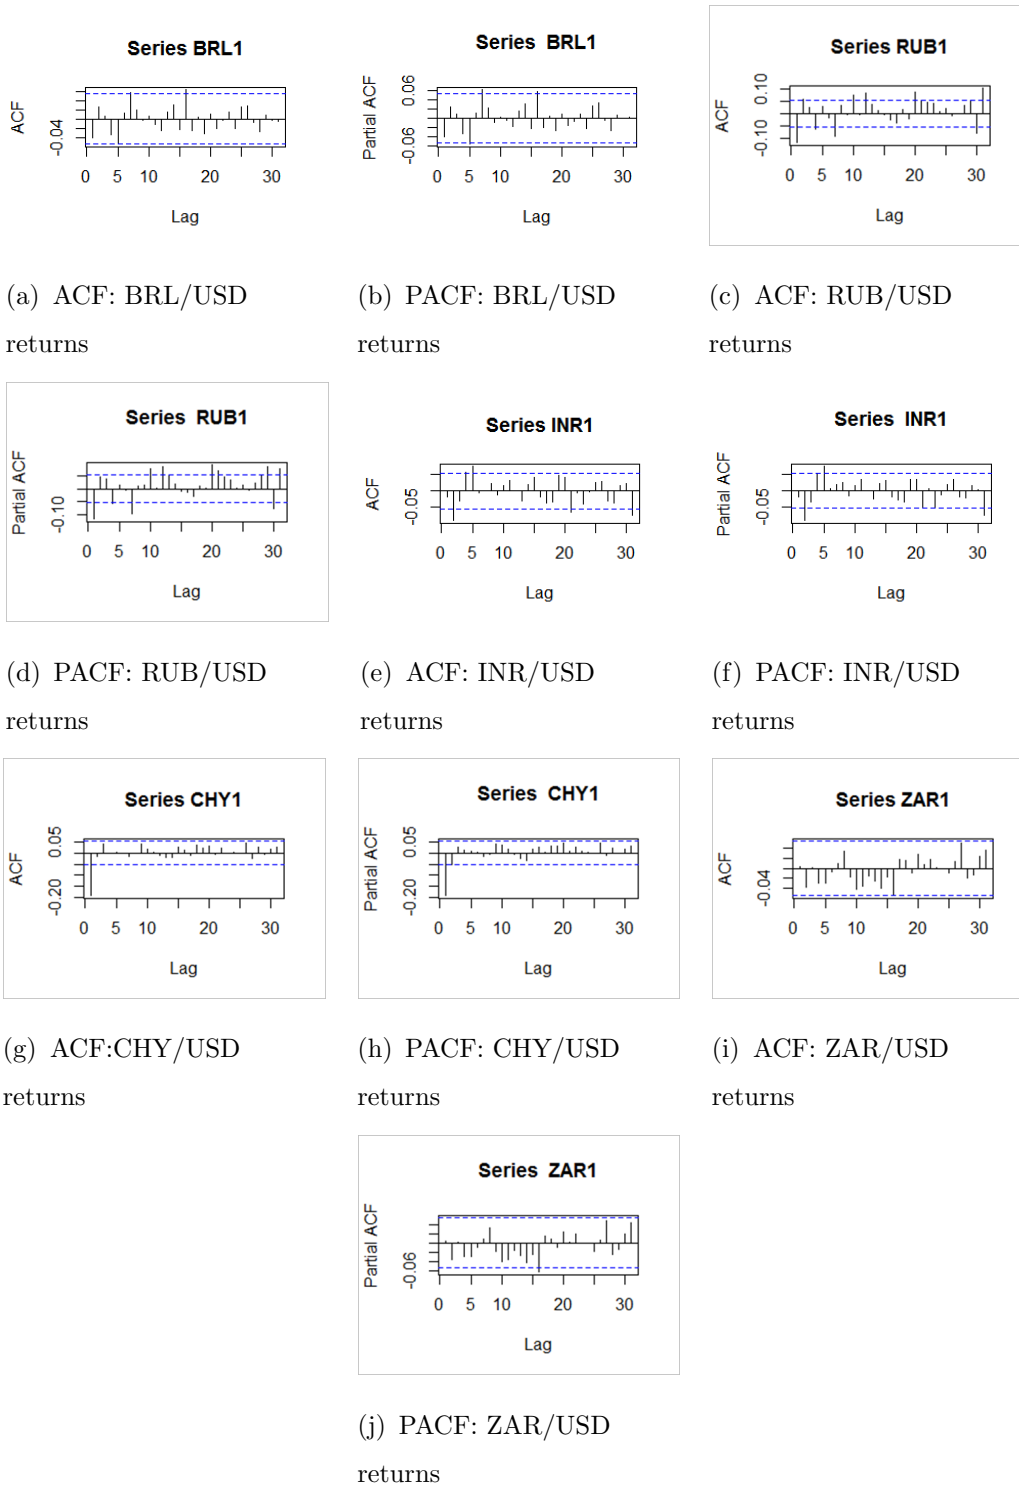 Series BRL1
ACF
-0.04
0 5 10 20 30
Lag
(a) ACF: BRL/USD
returns
Series BRL1
Partial ACF
-0.06 0.06
0 5 10 20 30
Lag
(b) PACF: BRL/USD
returns
Series RUB1
ACF
-0.10 0.10
0 5 10 20 30
Lag
(c) ACF: RUB/USD
returns
Series RUB1
Partial ACF
-0.10
0 5 10 20 30
Lag
(d) PACF: RUB/USD
returns
Series INR1
ACF
-0.05
0 5 10 20 30
Lag
(e) ACF: INR/USD
returns
Series INR1
Partial ACF
-0.05
0 5 10 20 30
Lag
(f) PACF: INR/USD
returns
Series CHY1
ACF
-0.20 0.05
0 5 10 20 30
Lag
(g) ACF:CHY/USD
returns
Series CHY1
Partial ACF
-0.20 0.05
0 5 10 20 30
Lag
(h) PACF: CHY/USD
returns
Series ZAR1
ACF
-0.04
0 5 10 20 30
Lag
(i) ACF: ZAR/USD
returns
Series ZAR1
Partial ACF
-0.06
0 5 10 20 30
Lag
(j) PACF: ZAR/USD
returns